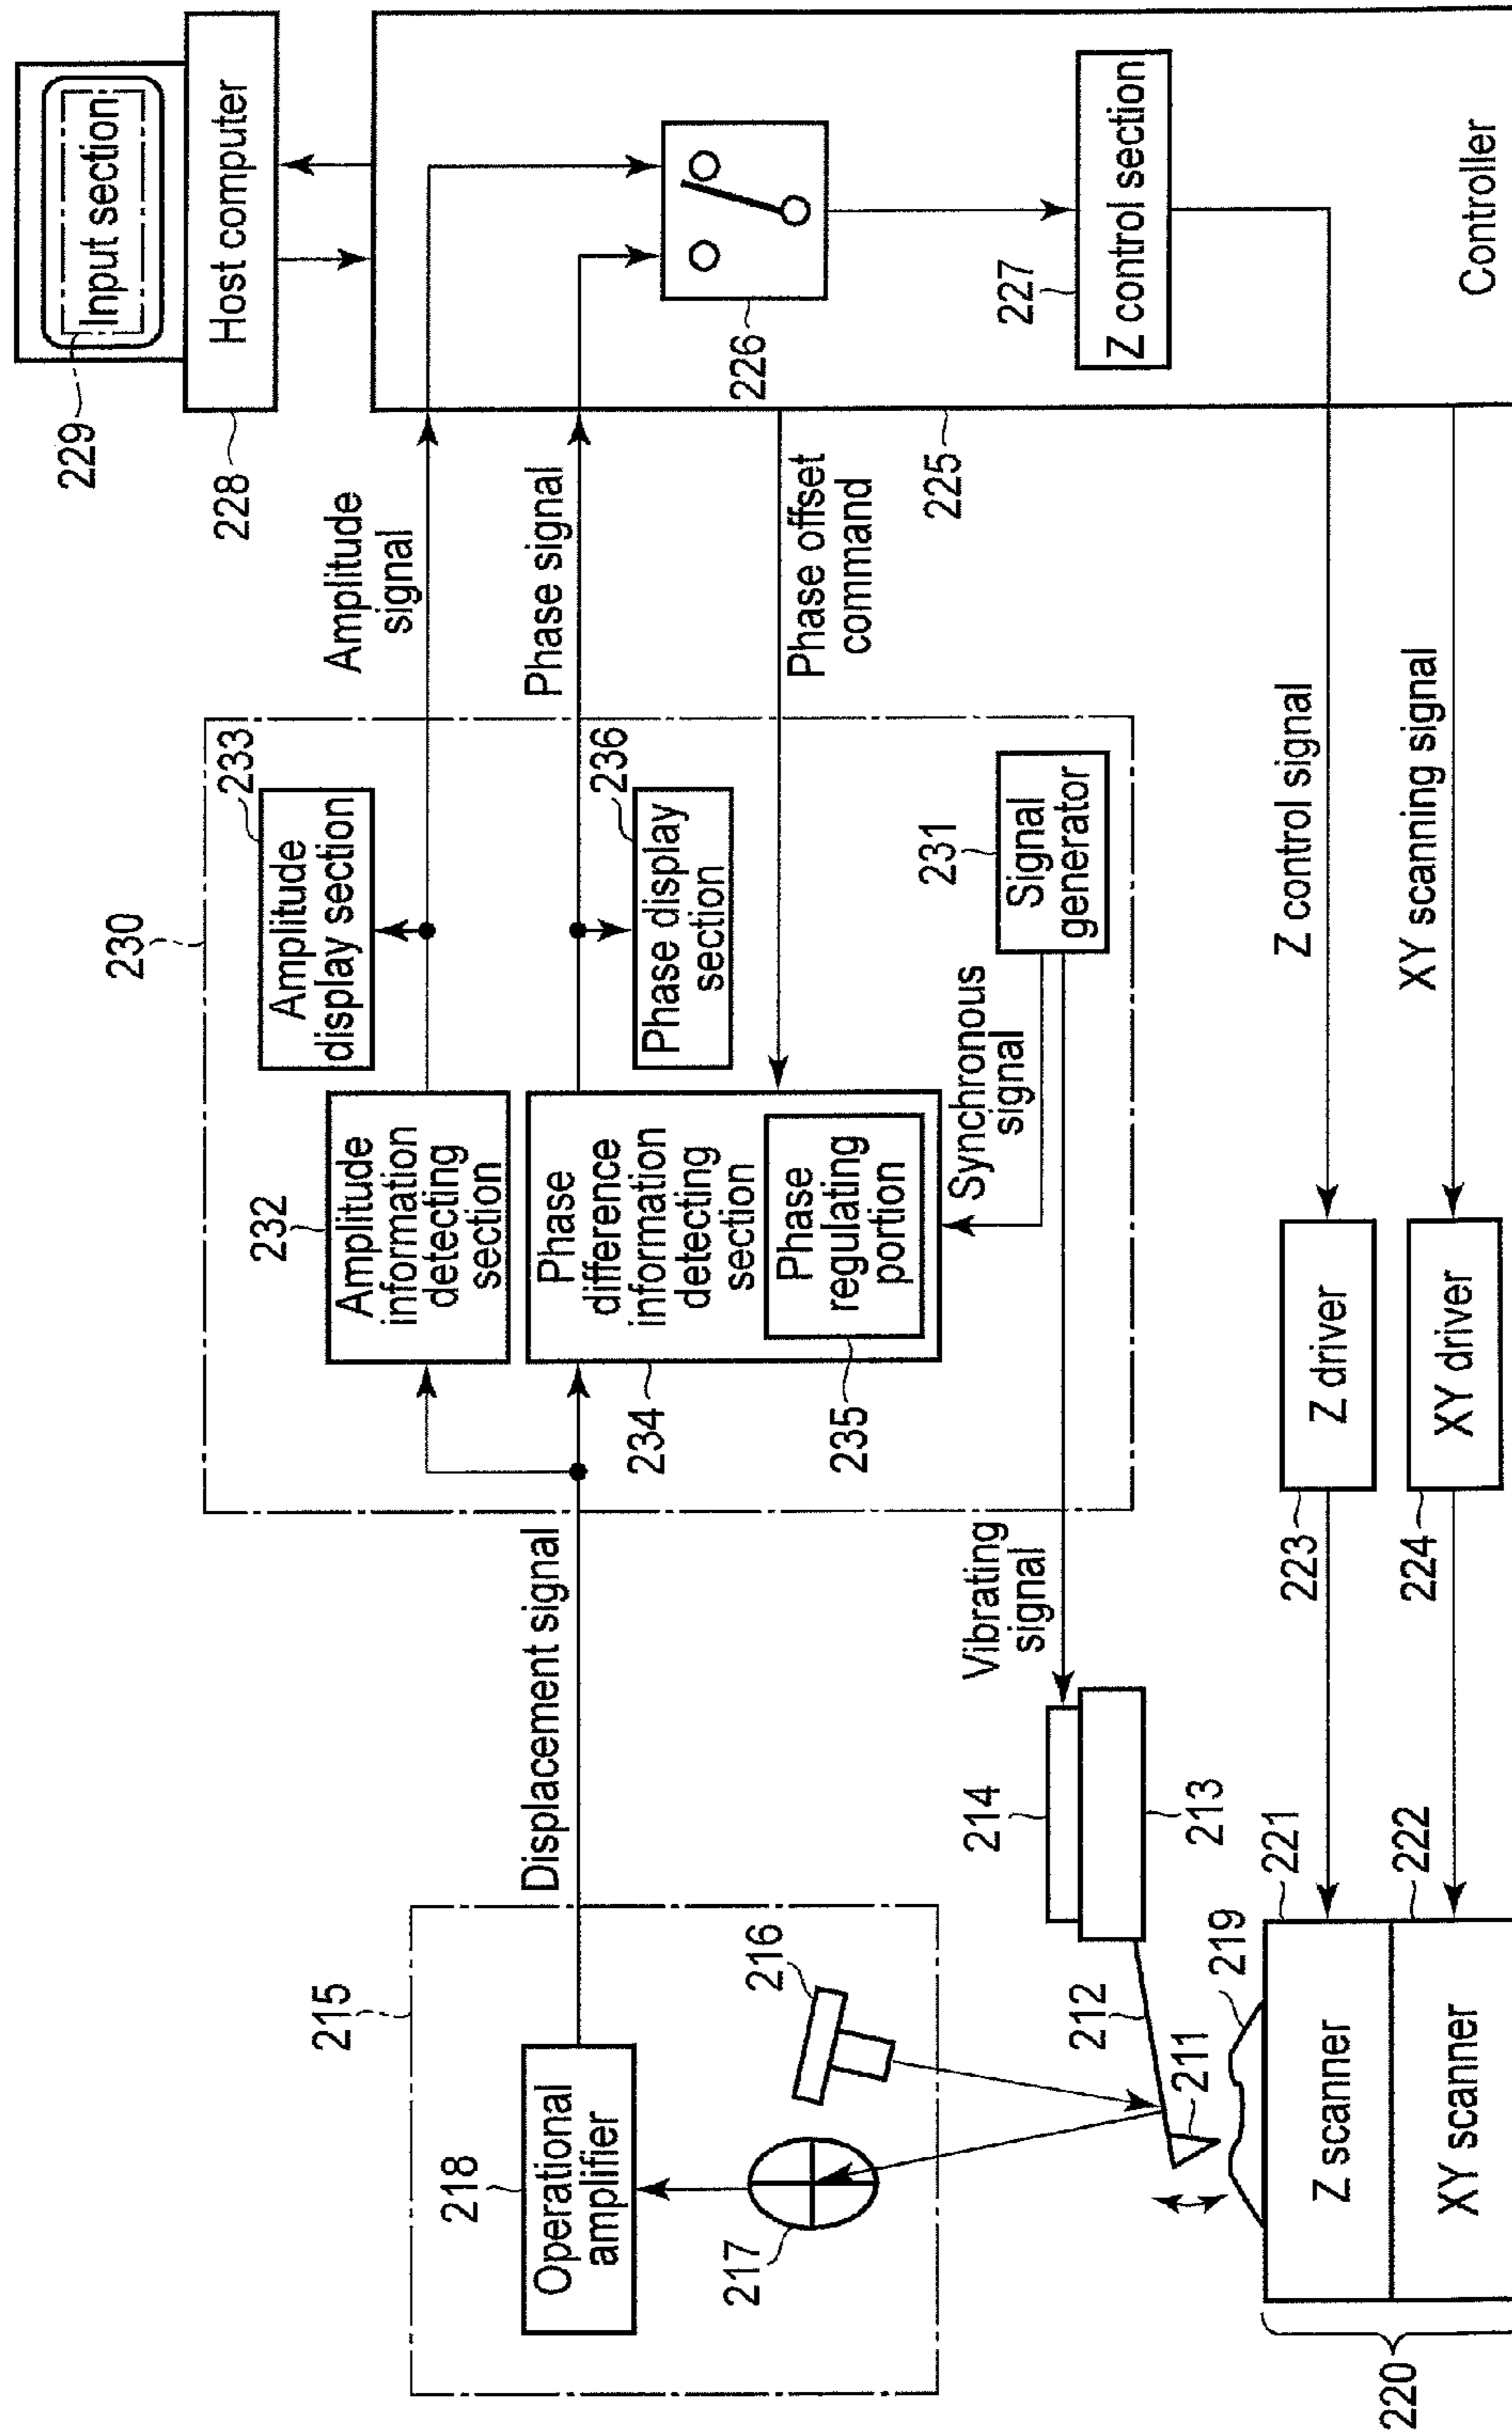 215
218
Operational
amplifier
217
216
Displacement signal
212
211
219
214
213
Vibrating
signal
220
Z scanner
XY scanner
221
222
223
Z driver
224
XY driver
230
232
Amplitude
information
detecting
section
233
Amplitude
display section
234
Phase
difference
information
detecting
section
235
Phase
regulating
portion
236
Phase display
section
Synchronous
signal
231
Signal
generator
Amplitude
signal
Phase signal
Phase offset
command
Z control signal
XY scanning signal
229
Input section
228
Host computer
225
226
227
Z control section
Controller